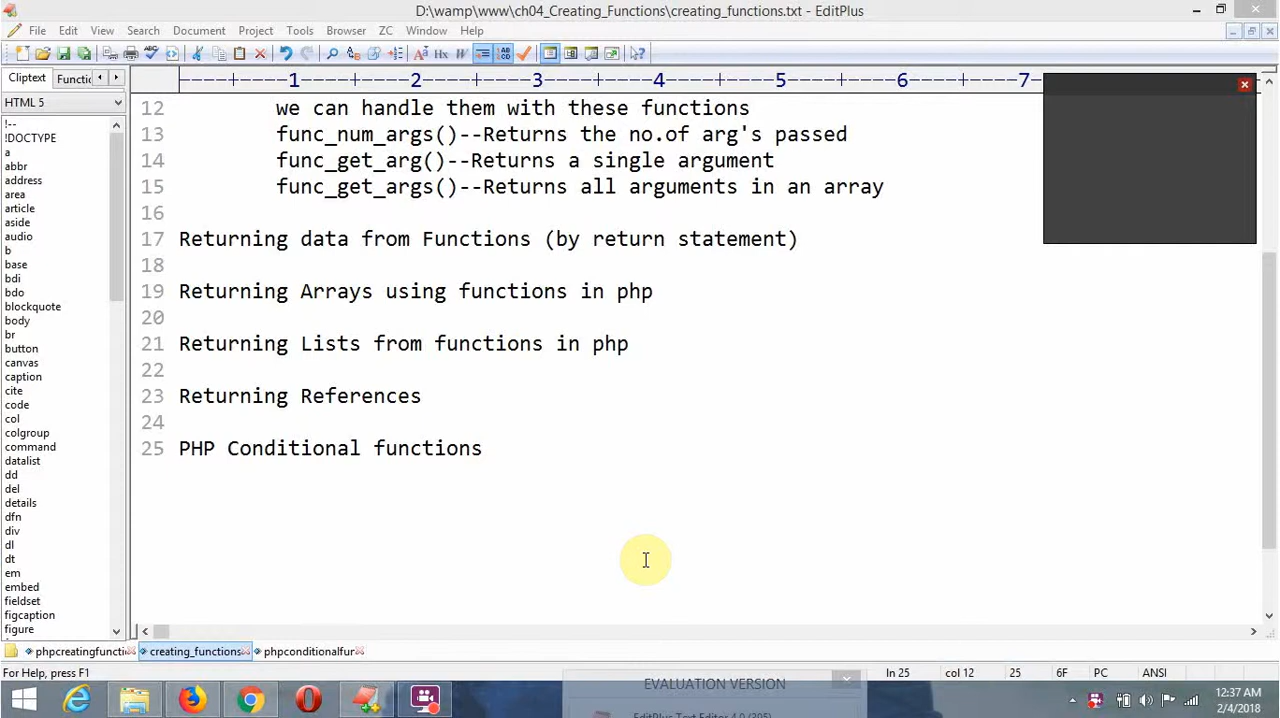 D:\wamp\www\ch04_Creating_Functions\creating_functions.txt - EditPlus
File Edit View Search Document Project Tools Browser ZC Window Help
Cliptext Functi
----+----1----+----2----+----3----+----4----+----5----+----6----+----7----
HTML 5
!--
!DOCTYPE
a
abbr
address
area
article
aside
audio
b
base
bdi
bdo
blockquote
body
br
button
canvas
caption
cite
code
col
colgroup
command
datalist
dd
del
details
dfn
div
dl
dt
em
embed
fieldset
figcaption
figure
12 we can handle them with these functions
13 func_num_args()--Returns the no.of arg's passed
14 func_get_arg()--Returns a single argument
15 func_get_args()--Returns all arguments in an array
16
17 Returning data from Functions (by return statement)
18
19 Returning Arrays using functions in php
20
21 Returning Lists from functions in php
22
23 Returning References
24
25 PHP Conditional functions
phpcreatingfuncti creating_functions phpconditionalfur
For Help, press F1 Ln 25 col 12 25 6F PC ANSI
EVALUATION VERSION
EditPlus Text Editor 4.0 (395)
12:37 AM
2/4/2018